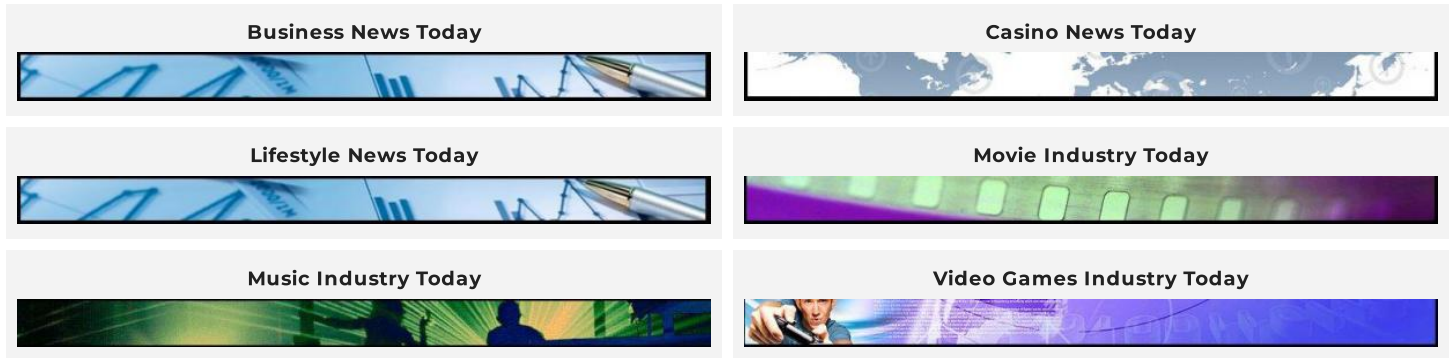 Business News Today
Casino News Today
Lifestyle News Today
Movie Industry Today
Music Industry Today
Video Games Industry Today